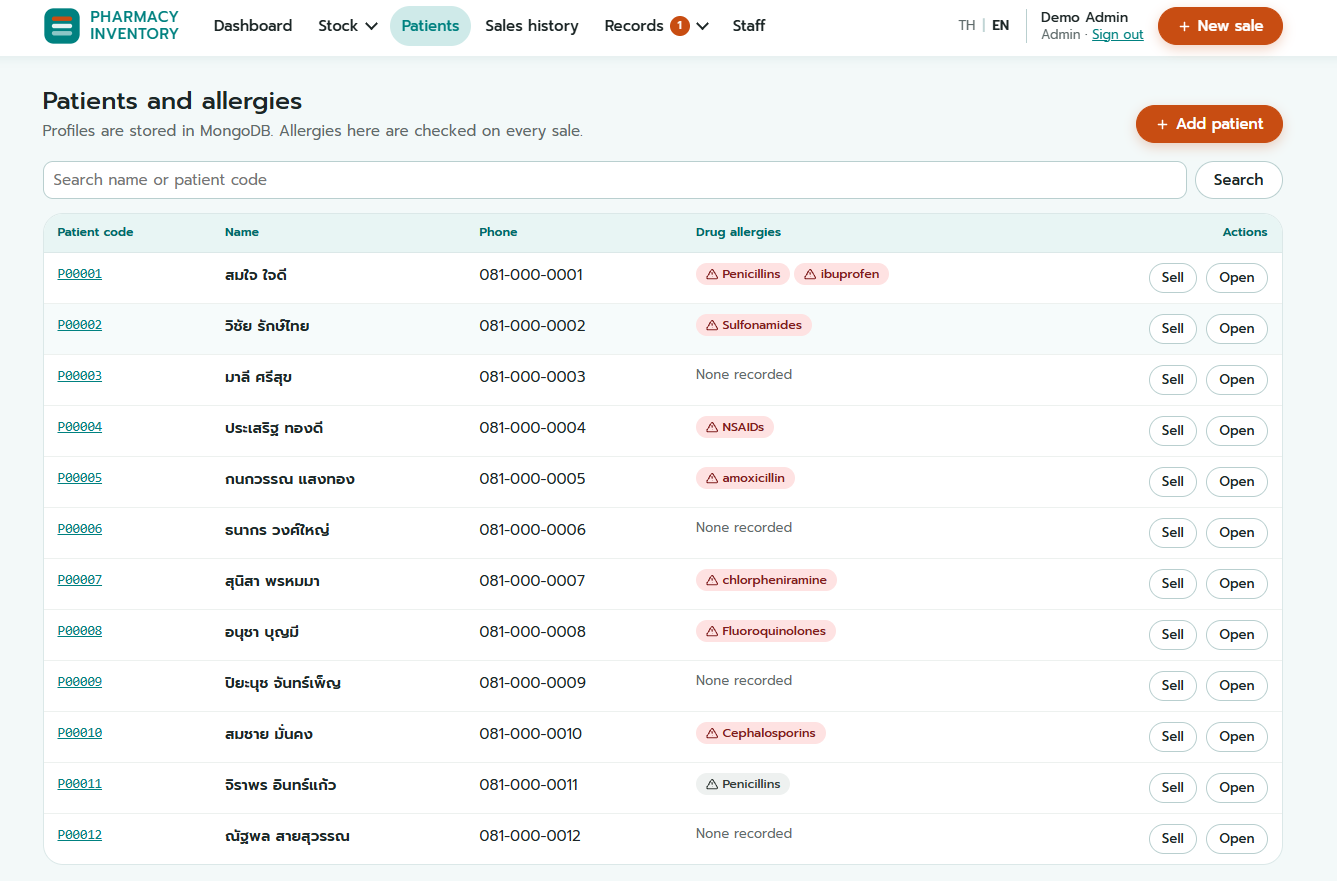 PHARMACY
INVENTORY
Dashboard Stock Patients Sales history Records 1 Staff
TH | EN
Demo Admin
Admin · Sign out
+ New sale
Patients and allergies
Profiles are stored in MongoDB. Allergies here are checked on every sale.
+ Add patient
Search name or patient code Search
Patient code Name Phone Drug allergies Actions
P00001 สมใจ ใจดี 081-000-0001 Penicillins ibuprofen Sell Open
P00002 วิชัย รักษ์ไทย 081-000-0002 Sulfonamides Sell Open
P00003 มาลี ศรีสุข 081-000-0003 None recorded Sell Open
P00004 ประเสริฐ ทองดี 081-000-0004 NSAIDs Sell Open
P00005 กนกวรรณ แสงทอง 081-000-0005 amoxicillin Sell Open
P00006 ธนากร วงศ์ใหญ่ 081-000-0006 None recorded Sell Open
P00007 สุนิสา พรหมมา 081-000-0007 chlorpheniramine Sell Open
P00008 อนุชา บุญมี 081-000-0008 Fluoroquinolones Sell Open
P00009 ปิยะนุช จันทร์เพ็ญ 081-000-0009 None recorded Sell Open
P00010 สมชาย มั่นคง 081-000-0010 Cephalosporins Sell Open
P00011 จิราพร อินทร์แก้ว 081-000-0011 Penicillins Sell Open
P00012 ณัฐพล สายสุวรรณ 081-000-0012 None recorded Sell Open